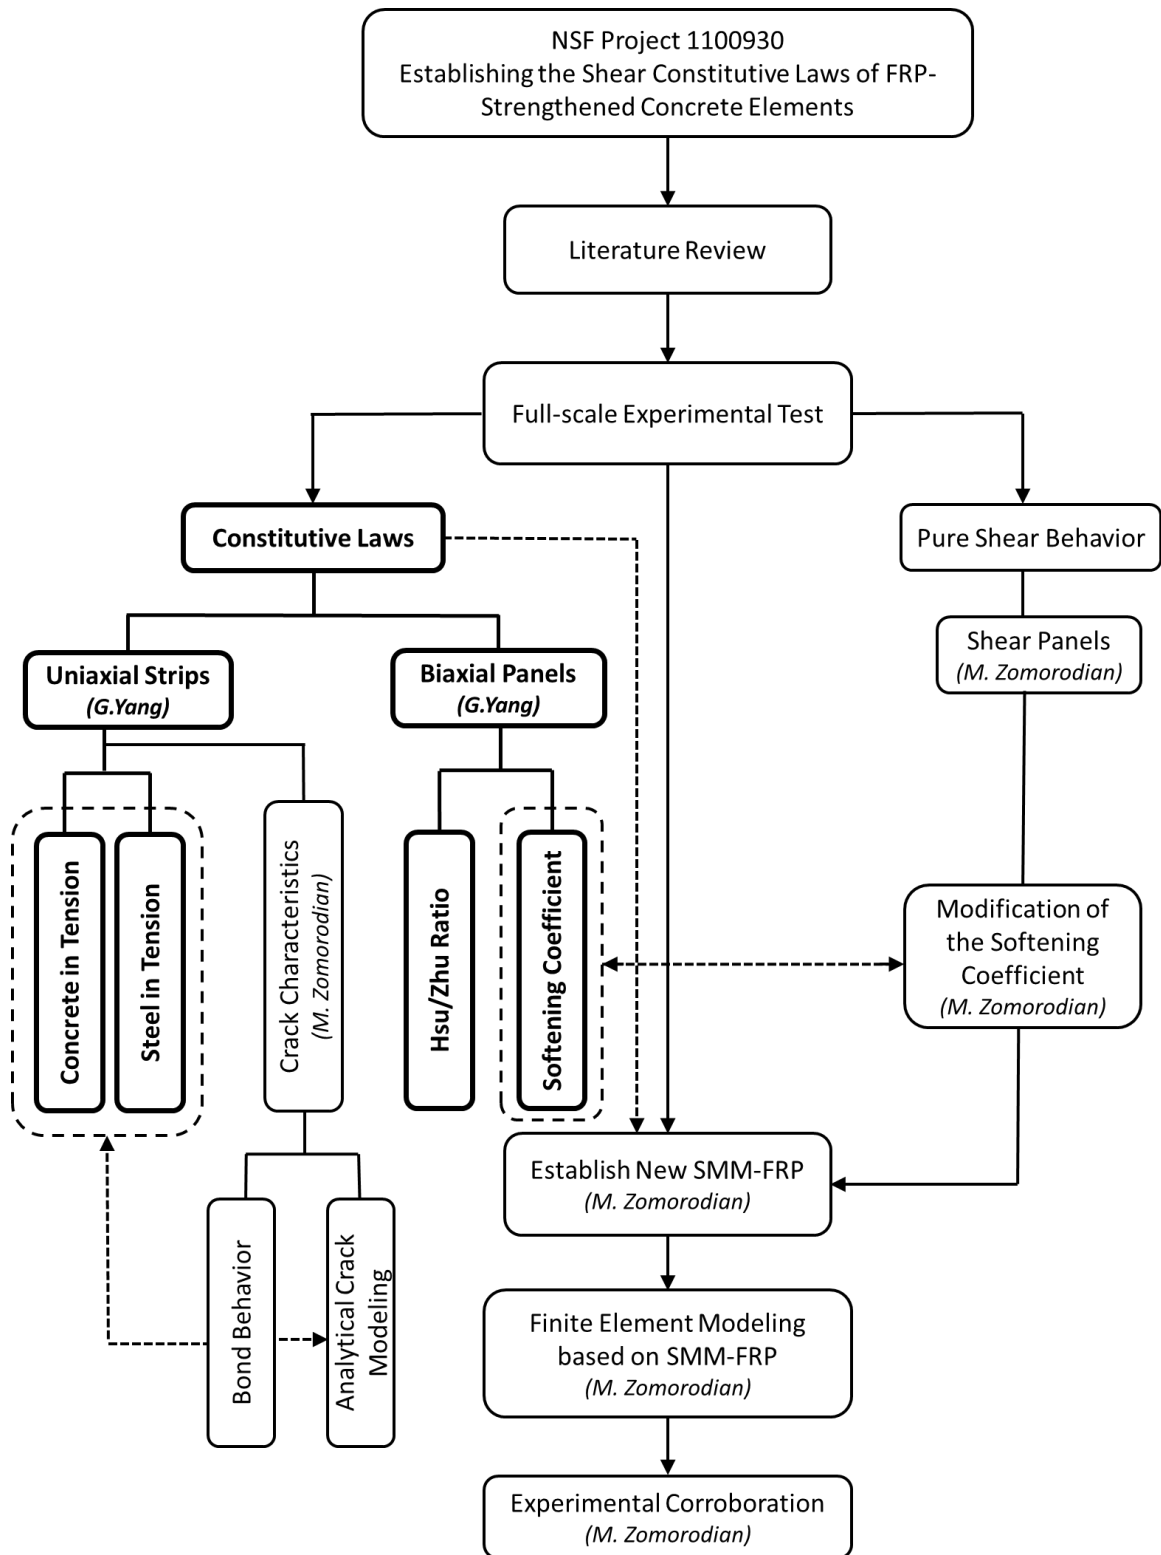 NSF Project 1100930
Establishing the Shear Constitutive Laws of FRP-
Strengthened Concrete Elements
Literature Review
Full-scale Experimental Test
Constitutive Laws
Pure Shear Behavior
Uniaxial Strips
(G.Yang)
Biaxial Panels
(G.Yang)
Shear Panels
(M. Zomorodian)
Concrete in Tension
Steel in Tension
Crack Characteristics
(M. Zomorodian)
Hsu/Zhu Ratio
Softening Coefficient
Modification of
the Softening
Coefficient
(M. Zomorodian)
Bond Behavior
Analytical Crack
Modeling
Establish New SMM-FRP
(M. Zomorodian)
Finite Element Modeling
based on SMM-FRP
(M. Zomorodian)
Experimental Corroboration
(M. Zomorodian)